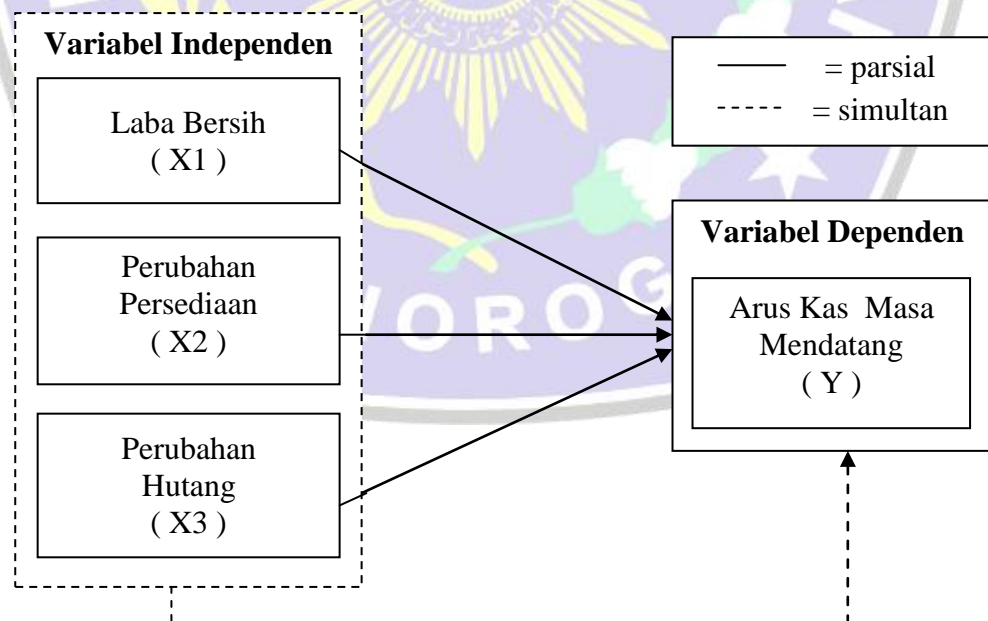 Variabel Independen
Laba Bersih
( X1 )
Perubahan
Persediaan
( X2 )
Perubahan
Hutang
( X3 )
= parsial
= simultan
Variabel Dependen
Arus Kas Masa
Mendatang
( Y )
OROG